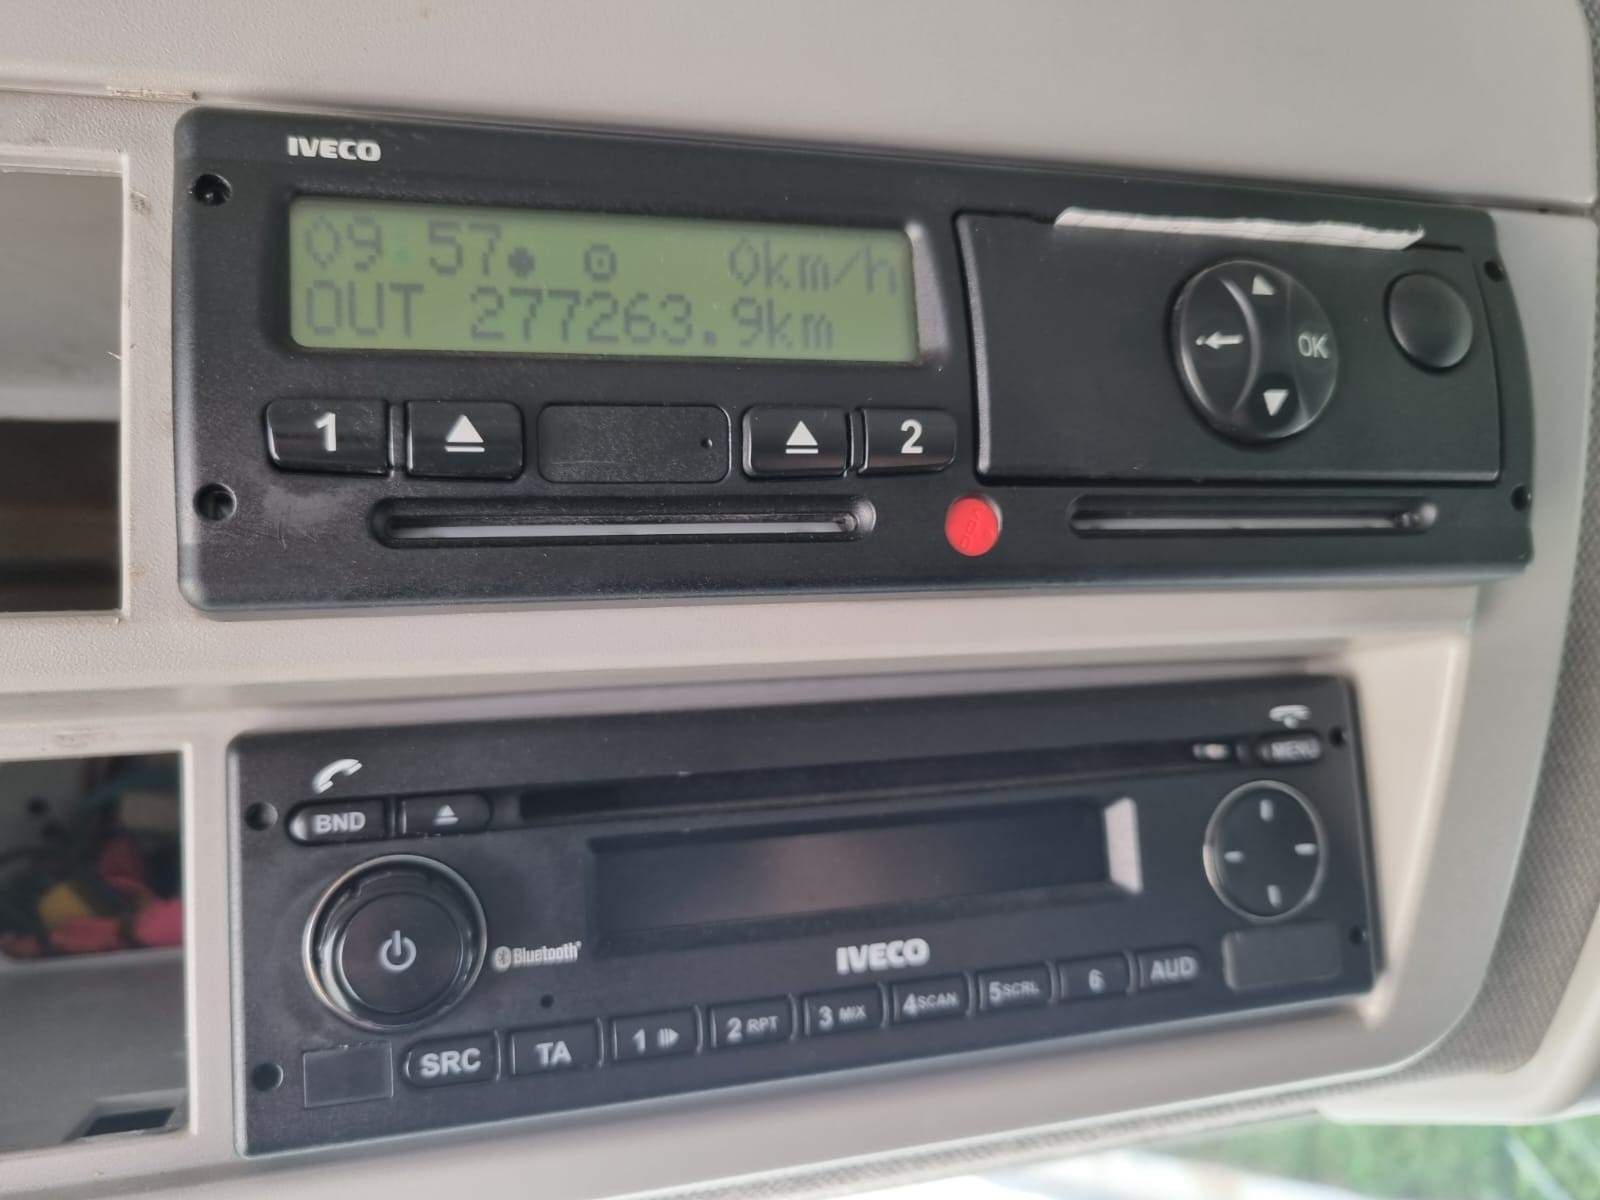 IVECO
09:57 0km/h
OUT 277263.9km
1 2
OK
VDO
BND
MENU
Bluetooth
IVECO
SRC TA 1 2 RPT 3 MIX 4 SCAN 5 SCRL 6 AUD